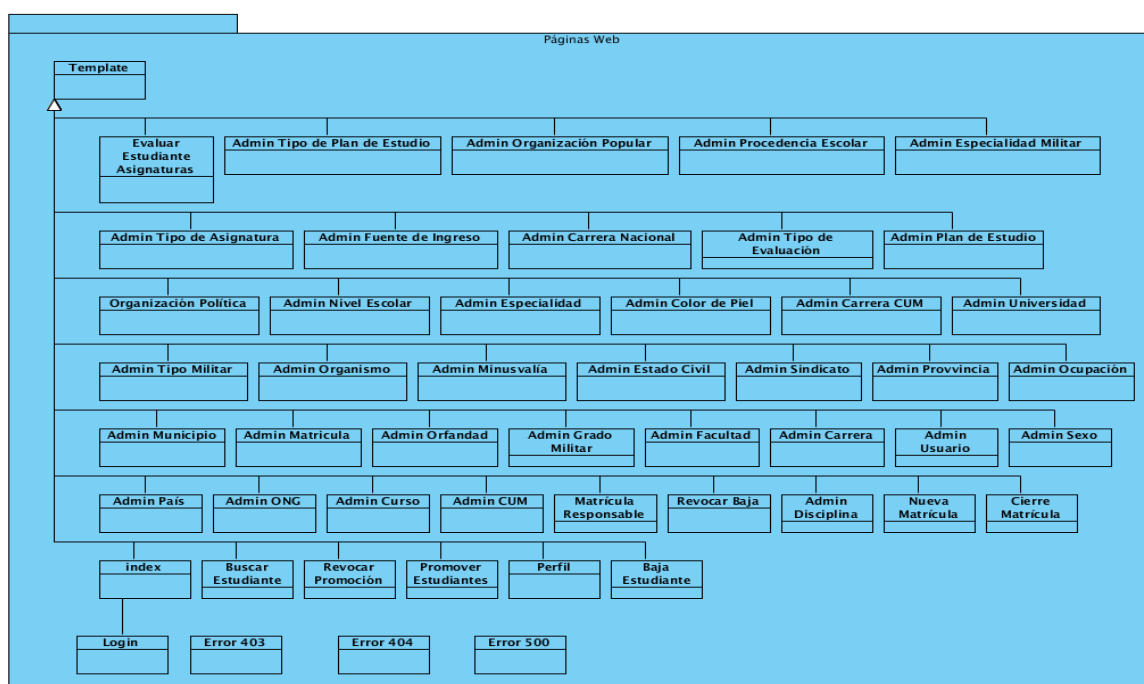 Páginas Web
Template
Evaluar
Estudiante
Asignaturas
Admin Tipo de Plan de Estudio
Admin Organización Popular
Admin Procedencia Escolar
Admin Especialidad Militar
Admin Tipo de Asignatura
Admin Fuente de Ingreso
Admin Carrera Nacional
Admin Tipo de
Evaluación
Admin Plan de Estudio
Organización Política
Admin Nivel Escolar
Admin Especialidad
Admin Color de Piel
Admin Carrera CUM
Admin Universidad
Admin Tipo Militar
Admin Organismo
Admin Minusvalía
Admin Estado Civil
Admin Sindicato
Admin Provvincia
Admin Ocupación
Admin Municipio
Admin Matricula
Admin Orfandad
Admin Grado
Militar
Admin Facultad
Admin Carrera
Admin
Usuario
Admin Sexo
Admin País
Admin ONG
Admin Curso
Admin CUM
Matrícula
Responsable
Revocar Baja
Admin
Disciplina
Nueva
Matrícula
Cierre
Matrícula
index
Buscar
Estudiante
Revocar
Promoción
Promover
Estudiantes
Perfil
Baja
Estudiante
Login
Error 403
Error 404
Error 500